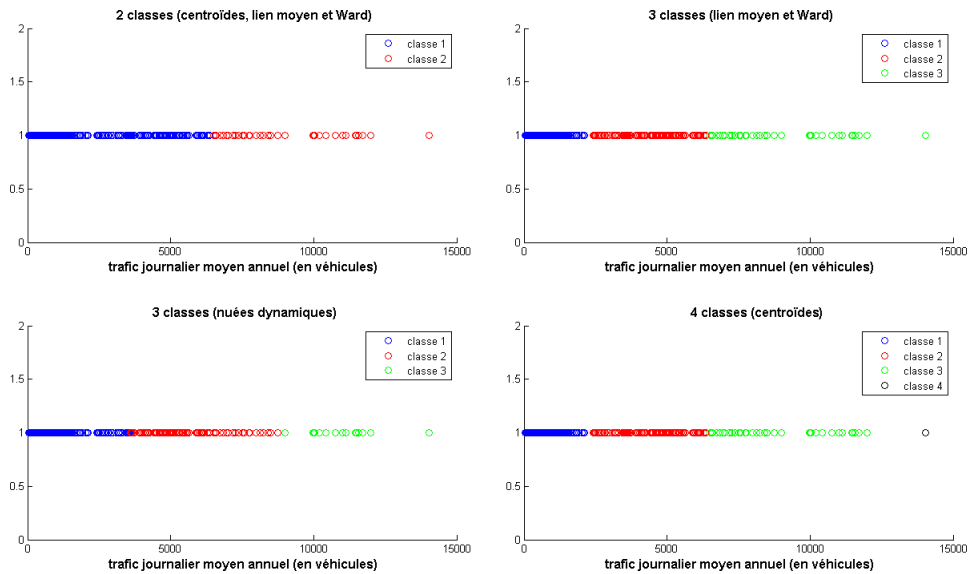 2 classes (centroïdes, lien moyen et Ward)
2
1.5
1
0.5
0
0 5000 10000 15000
trafic journalier moyen annuel (en véhicules)
classe 1
classe 2
3 classes (lien moyen et Ward)
2
1.5
1
0.5
0
0 5000 10000 15000
trafic journalier moyen annuel (en véhicules)
classe 1
classe 2
classe 3
3 classes (nuées dynamiques)
2
1.5
1
0.5
0
0 5000 10000 15000
trafic journalier moyen annuel (en véhicules)
classe 1
classe 2
classe 3
4 classes (centroïdes)
2
1.5
1
0.5
0
0 5000 10000 15000
trafic journalier moyen annuel (en véhicules)
classe 1
classe 2
classe 3
classe 4